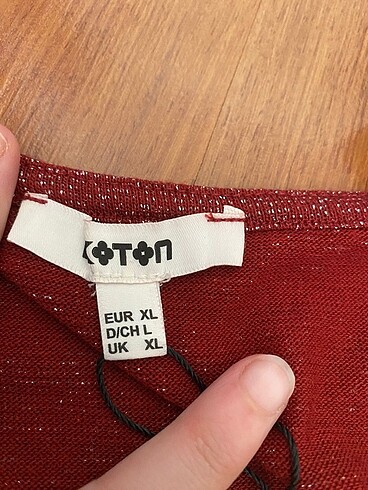 KOTON
EUR XL
D/CH L
UK XL